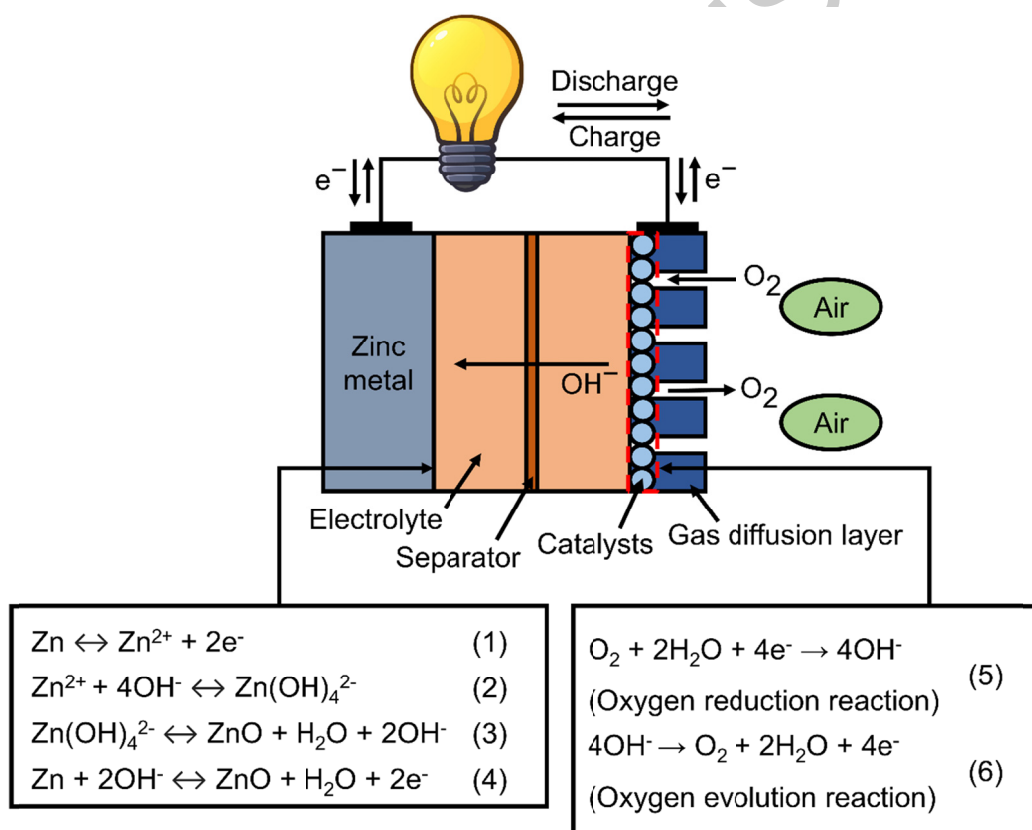 Discharge
Charge
e⁻
e⁻
O₂
Air
Zinc
metal
OH⁻
O₂
Air
Electrolyte
Separator
Catalysts
Gas diffusion layer
Zn ↔ Zn²⁺ + 2e⁻ (1)
Zn²⁺ + 4OH⁻ ↔ Zn(OH)₄²⁻ (2)
Zn(OH)₄²⁻ ↔ ZnO + H₂O + 2OH⁻ (3)
Zn + 2OH⁻ ↔ ZnO + H₂O + 2e⁻ (4)
O₂ + 2H₂O + 4e⁻ → 4OH⁻
(5)
(Oxygen reduction reaction)
4OH⁻ → O₂ + 2H₂O + 4e⁻
(6)
(Oxygen evolution reaction)